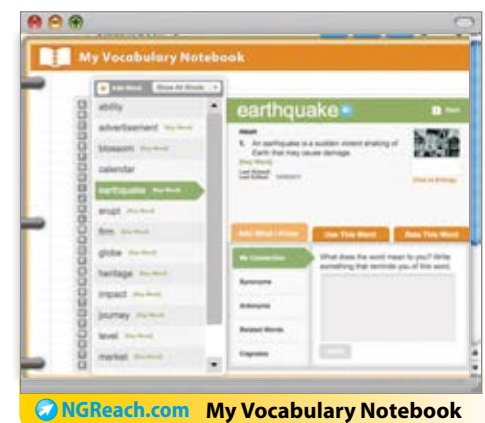 My Vocabulary Notebook
Add Word Show All Words
ability
advertisement (Key Word)
blossom (Key Word)
calendar
earthquake (Key Word)
erupt (Key Word)
firm (Key Word)
globe (Key Word)
heritage (Key Word)
impact (Key Word)
journey (Key Word)
level (Key Word)
market (Key Word)
earthquake
noun
1. An earthquake is a sudden violent shaking of
Earth that may cause damage.
(Key Word)
Add What I Know Use This Word Rate This Word
My Connection
Synonyms
Antonyms
Related Words
Cognates
What does the word mean to you? Write
something that reminds you of this word.
NGReach.com My Vocabulary Notebook